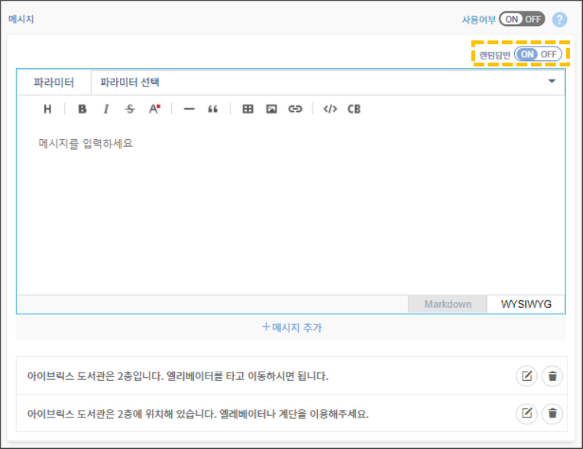 메시지
사용여부 ON OFF ?
랜덤답변 ON OFF
파라미터 파라미터 선택
H B I S A — “ </> CB
메시지를 입력하세요
Markdown WYSIWYG
+메시지 추가
아이브릭스 도서관은 2층입니다. 엘리베이터를 타고 이동하시면 됩니다.
아이브릭스 도서관은 2층에 위치해 있습니다. 엘레베이터나 계단을 이용해주세요.